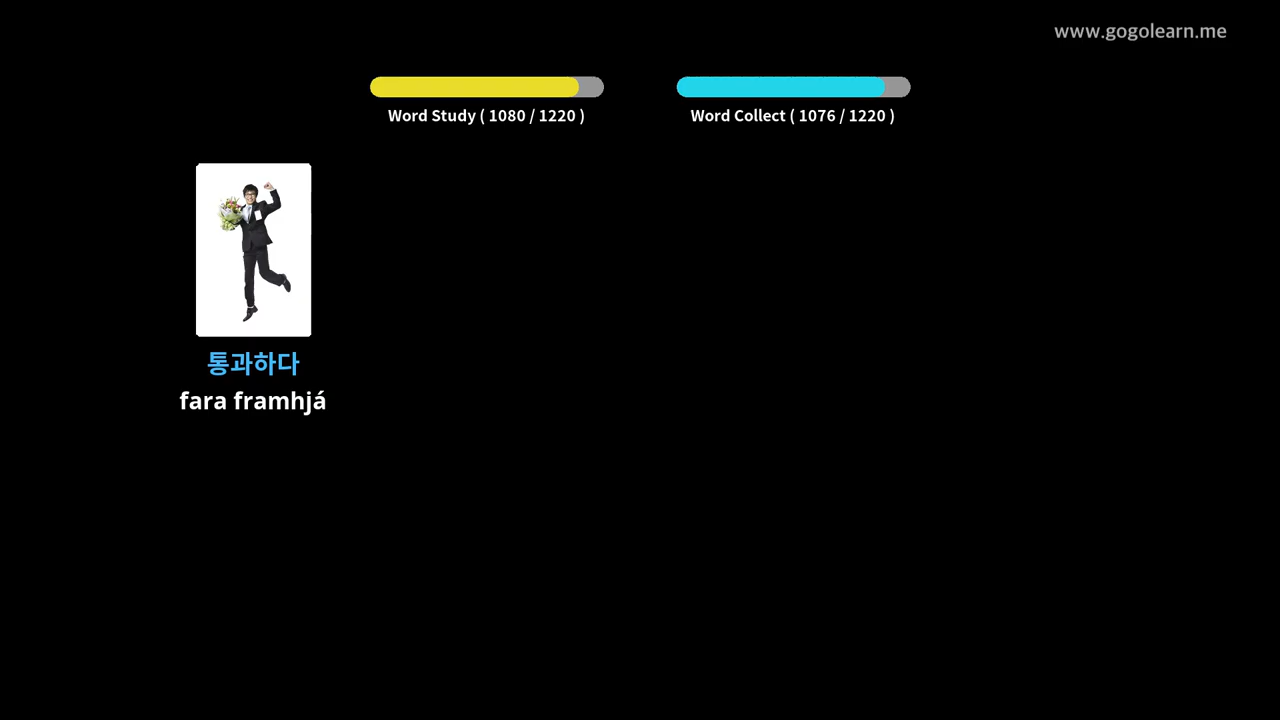 www.gogolearn.me
Word Study ( 1080 / 1220 )
Word Collect ( 1076 / 1220 )
통과하다
fara framhjá